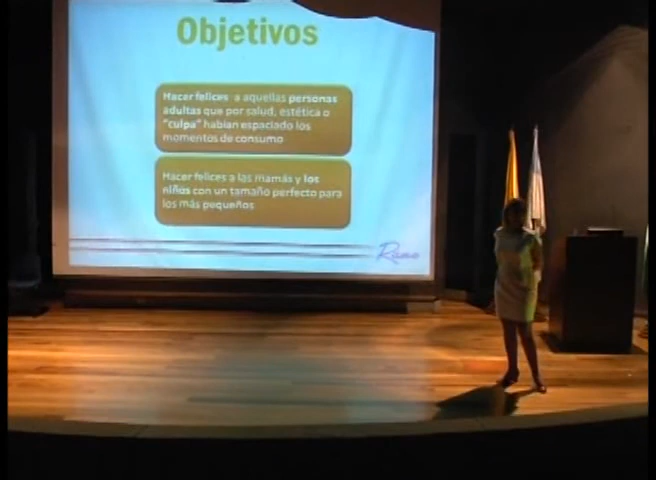 Objetivos
Hacer felices a aquellas personas
adultas que por salud, estética o
"culpa" habían espaciado los
momentos de consumo
Hacer felices a las mamás y los
niños con un tamaño perfecto para
los más pequeños
Ramo